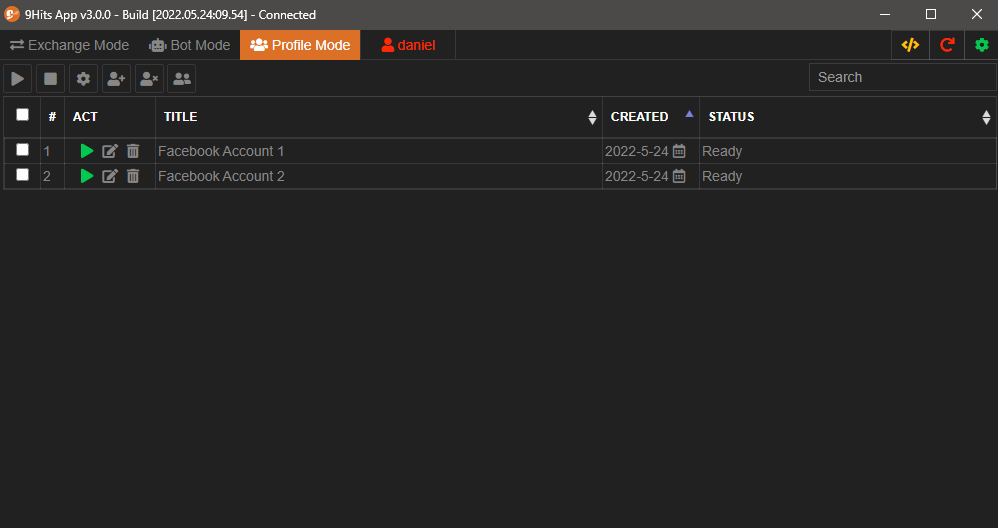 9Hits App v3.0.0 - Build [2022.05.24:09.54] - Connected
Exchange Mode Bot Mode Profile Mode daniel </>
Search
# ACT TITLE CREATED STATUS
1 Facebook Account 1 2022-5-24 Ready
2 Facebook Account 2 2022-5-24 Ready